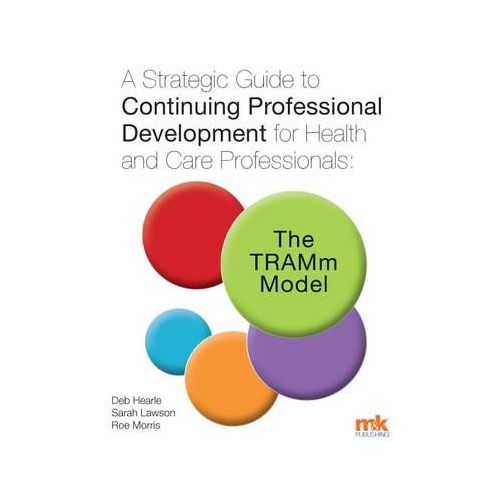 A Strategic Guide to
Continuing Professional
Development for Health
and Care Professionals:
The
TRAMm
Model
Deb Hearle
Sarah Lawson
Roe Morris
m&k
PUBLISHING